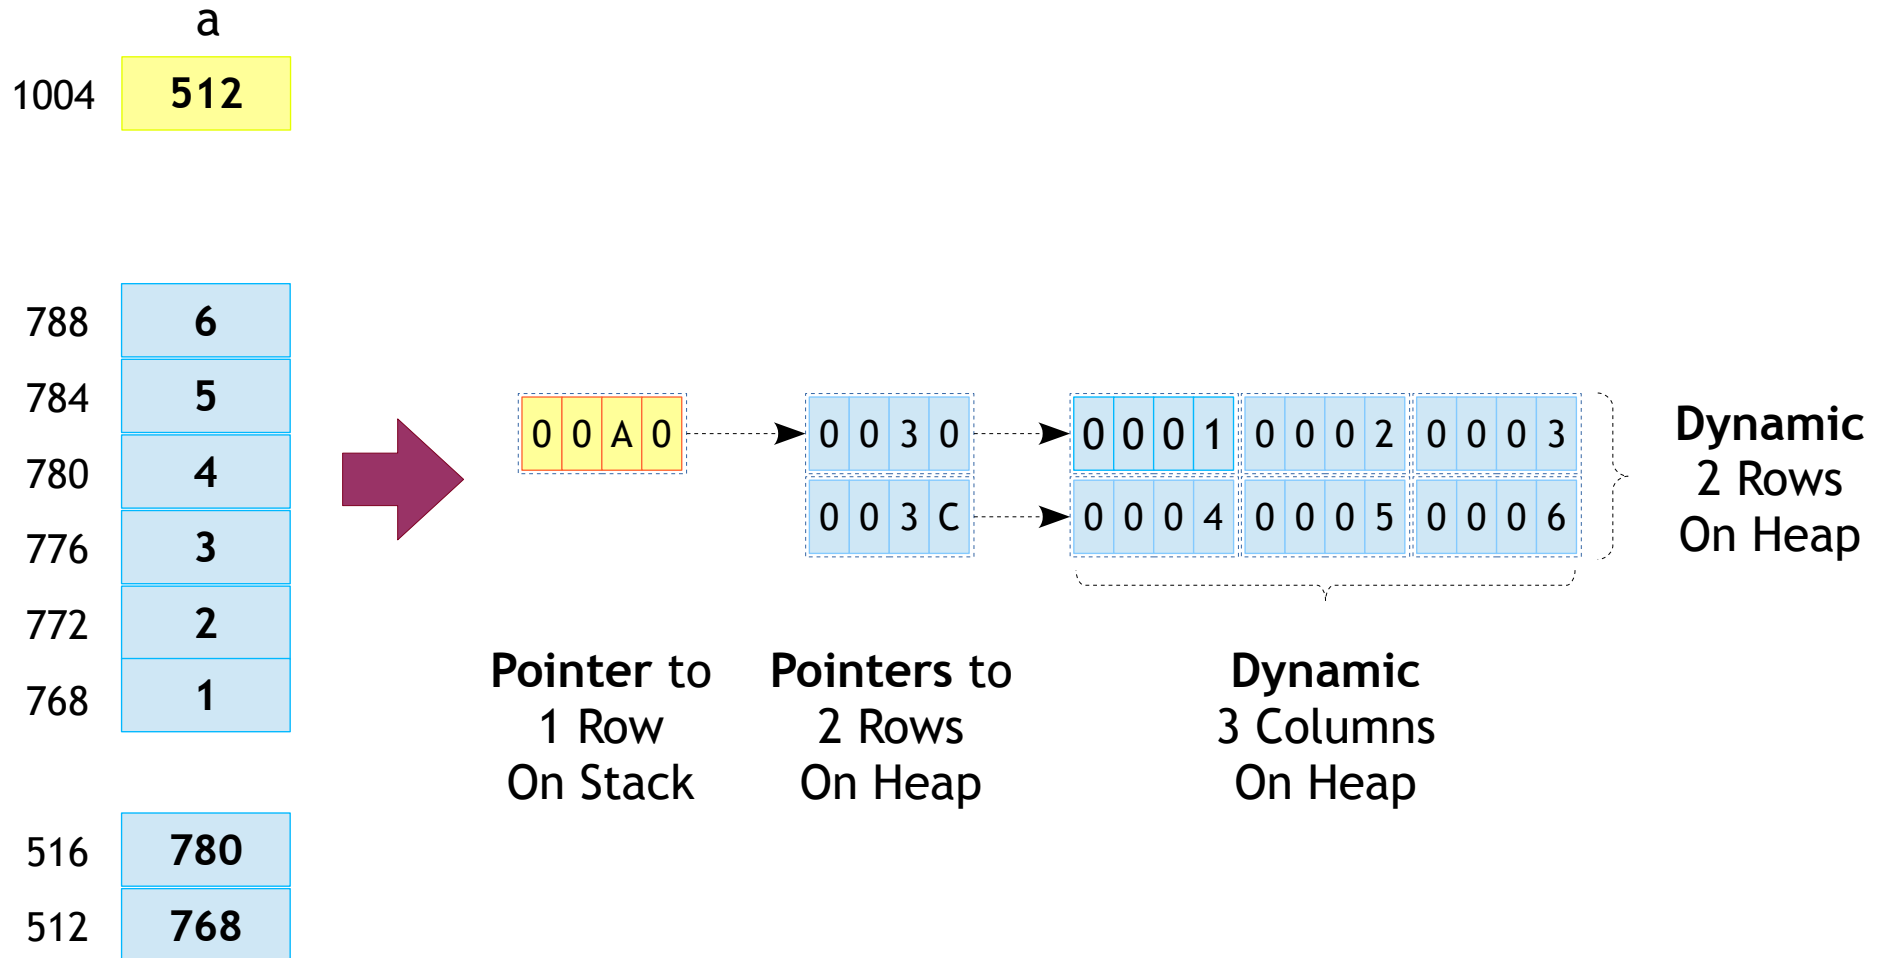 a
1004 512
788 6
784 5
780 4
776 3
772 2
768 1
516 780
512 768
0 0 A 0
0 0 3 0
0 0 3 C
0 0 0 1 0 0 0 2 0 0 0 3
0 0 0 4 0 0 0 5 0 0 0 6
Dynamic
2 Rows
On Heap
Pointer to
1 Row
On Stack
Pointers to
2 Rows
On Heap
Dynamic
3 Columns
On Heap